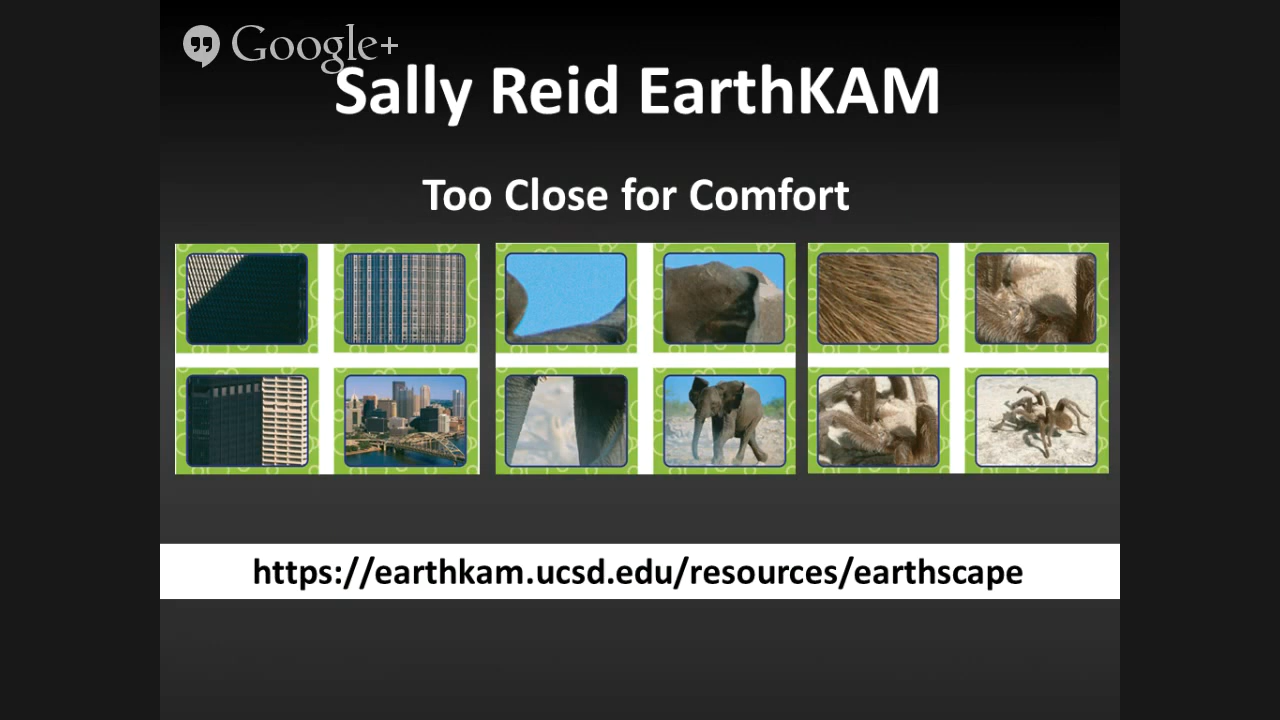 Google+
Sally Reid EarthKAM
Too Close for Comfort
https://earthkam.ucsd.edu/resources/earthscape